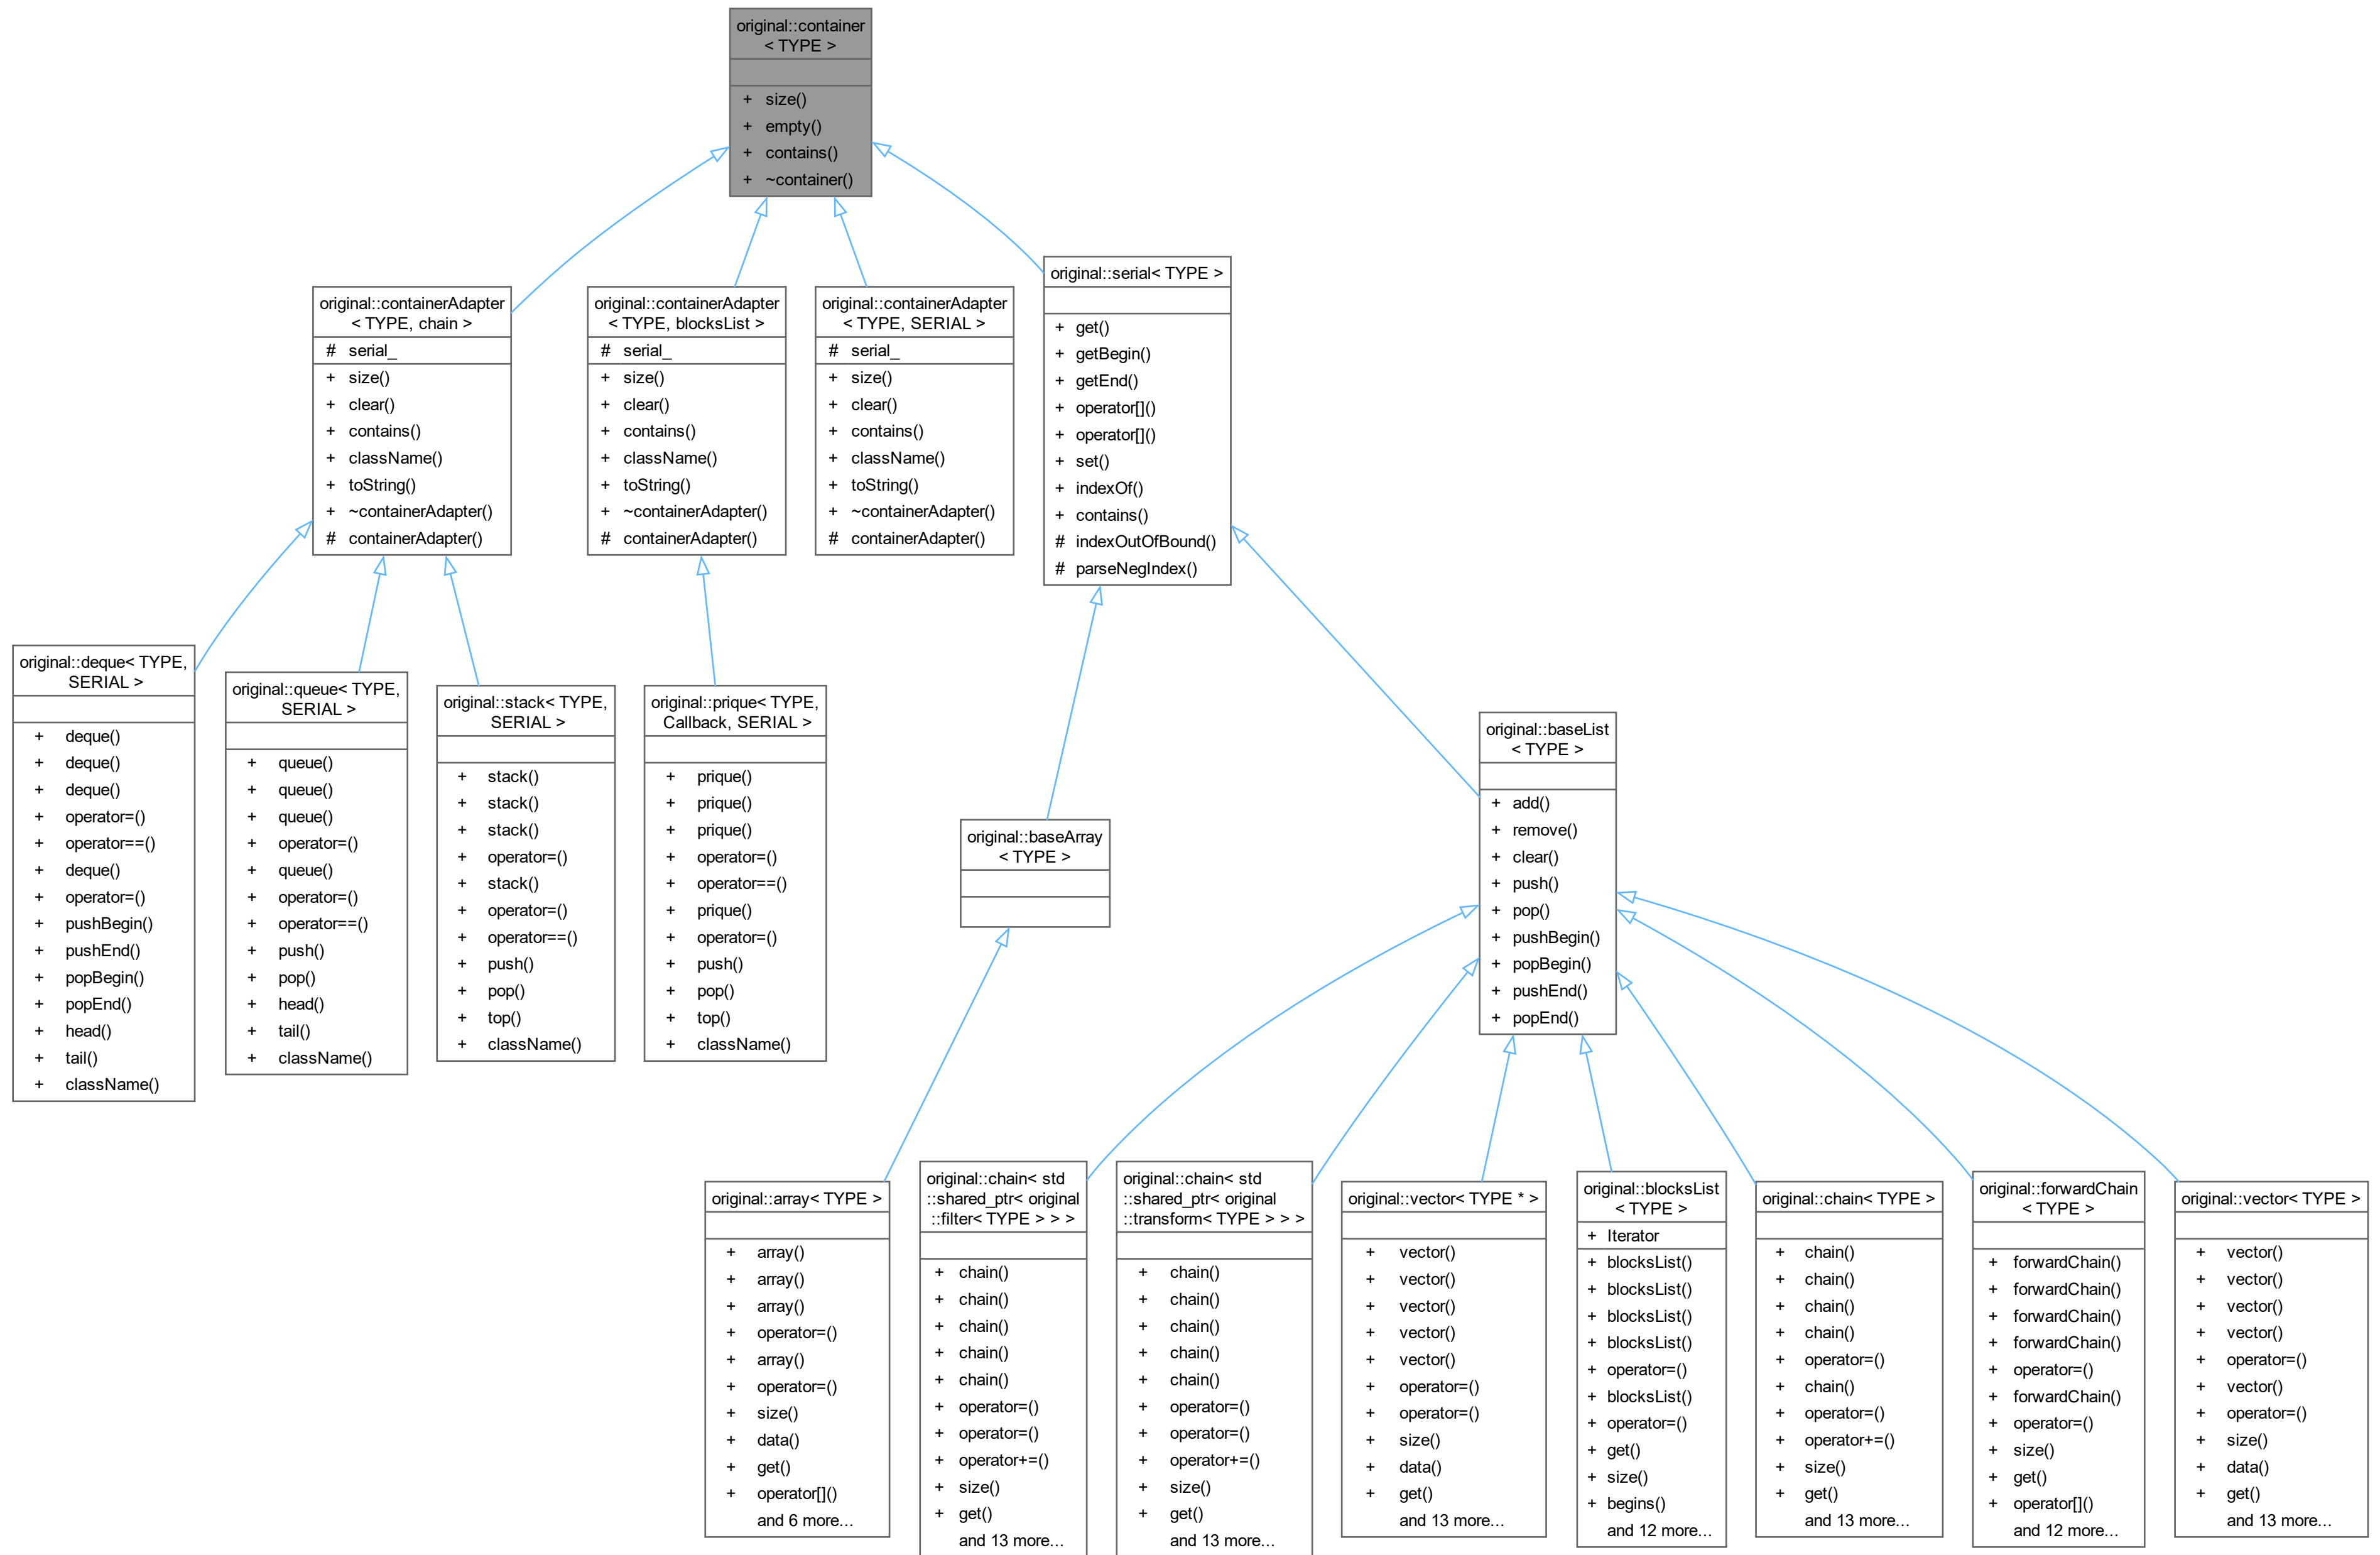 original::container
< TYPE >
+ size()
+ empty()
+ contains()
+ ~container()
original::containerAdapter
< TYPE, chain >
# serial_
+ size()
+ clear()
+ contains()
+ className()
+ toString()
+ ~containerAdapter()
# containerAdapter()
original::containerAdapter
< TYPE, blocksList >
# serial_
+ size()
+ clear()
+ contains()
+ className()
+ toString()
+ ~containerAdapter()
# containerAdapter()
original::containerAdapter
< TYPE, SERIAL >
# serial_
+ size()
+ clear()
+ contains()
+ className()
+ toString()
+ ~containerAdapter()
# containerAdapter()
original::serial< TYPE >
+ get()
+ getBegin()
+ getEnd()
+ operator[]()
+ operator[]()
+ set()
+ indexOf()
+ contains()
# indexOutOfBound()
# parseNegIndex()
original::deque< TYPE,
SERIAL >
+ deque()
+ deque()
+ deque()
+ operator=()
+ operator==()
+ deque()
+ operator=()
+ pushBegin()
+ pushEnd()
+ popBegin()
+ popEnd()
+ head()
+ tail()
+ className()
original::queue< TYPE,
SERIAL >
+ queue()
+ queue()
+ queue()
+ operator=()
+ queue()
+ operator=()
+ operator==()
+ push()
+ pop()
+ head()
+ tail()
+ className()
original::stack< TYPE,
SERIAL >
+ stack()
+ stack()
+ stack()
+ operator=()
+ stack()
+ operator=()
+ operator==()
+ push()
+ pop()
+ top()
+ className()
original::prique< TYPE,
Callback, SERIAL >
+ prique()
+ prique()
+ prique()
+ operator=()
+ operator==()
+ prique()
+ operator=()
+ push()
+ pop()
+ top()
+ className()
original::baseArray
< TYPE >
original::baseList
< TYPE >
+ add()
+ remove()
+ clear()
+ push()
+ pop()
+ pushBegin()
+ popBegin()
+ pushEnd()
+ popEnd()
original::array< TYPE >
+ array()
+ array()
+ array()
+ operator=()
+ array()
+ operator=()
+ size()
+ data()
+ get()
+ operator[]()
and 6 more...
original::chain< std
::shared_ptr< original
::filter< TYPE > > >
+ chain()
+ chain()
+ chain()
+ chain()
+ chain()
+ operator=()
+ operator=()
+ operator+=()
+ size()
+ get()
and 13 more...
original::chain< std
::shared_ptr< original
::transform< TYPE > > >
+ chain()
+ chain()
+ chain()
+ chain()
+ chain()
+ operator=()
+ operator=()
+ operator+=()
+ size()
+ get()
and 13 more...
original::vector< TYPE * >
+ vector()
+ vector()
+ vector()
+ vector()
+ vector()
+ operator=()
+ operator=()
+ size()
+ data()
+ get()
and 13 more...
original::blocksList
< TYPE >
+ Iterator
+ blocksList()
+ blocksList()
+ blocksList()
+ blocksList()
+ operator=()
+ blocksList()
+ operator=()
+ get()
+ size()
+ begins()
and 12 more...
original::chain< TYPE >
+ chain()
+ chain()
+ chain()
+ chain()
+ operator=()
+ chain()
+ operator=()
+ operator+=()
+ size()
+ get()
and 13 more...
original::forwardChain
< TYPE >
+ forwardChain()
+ forwardChain()
+ forwardChain()
+ forwardChain()
+ operator=()
+ forwardChain()
+ operator=()
+ size()
+ get()
+ operator[]()
and 12 more...
original::vector< TYPE >
+ vector()
+ vector()
+ vector()
+ vector()
+ operator=()
+ vector()
+ operator=()
+ size()
+ data()
+ get()
and 13 more...